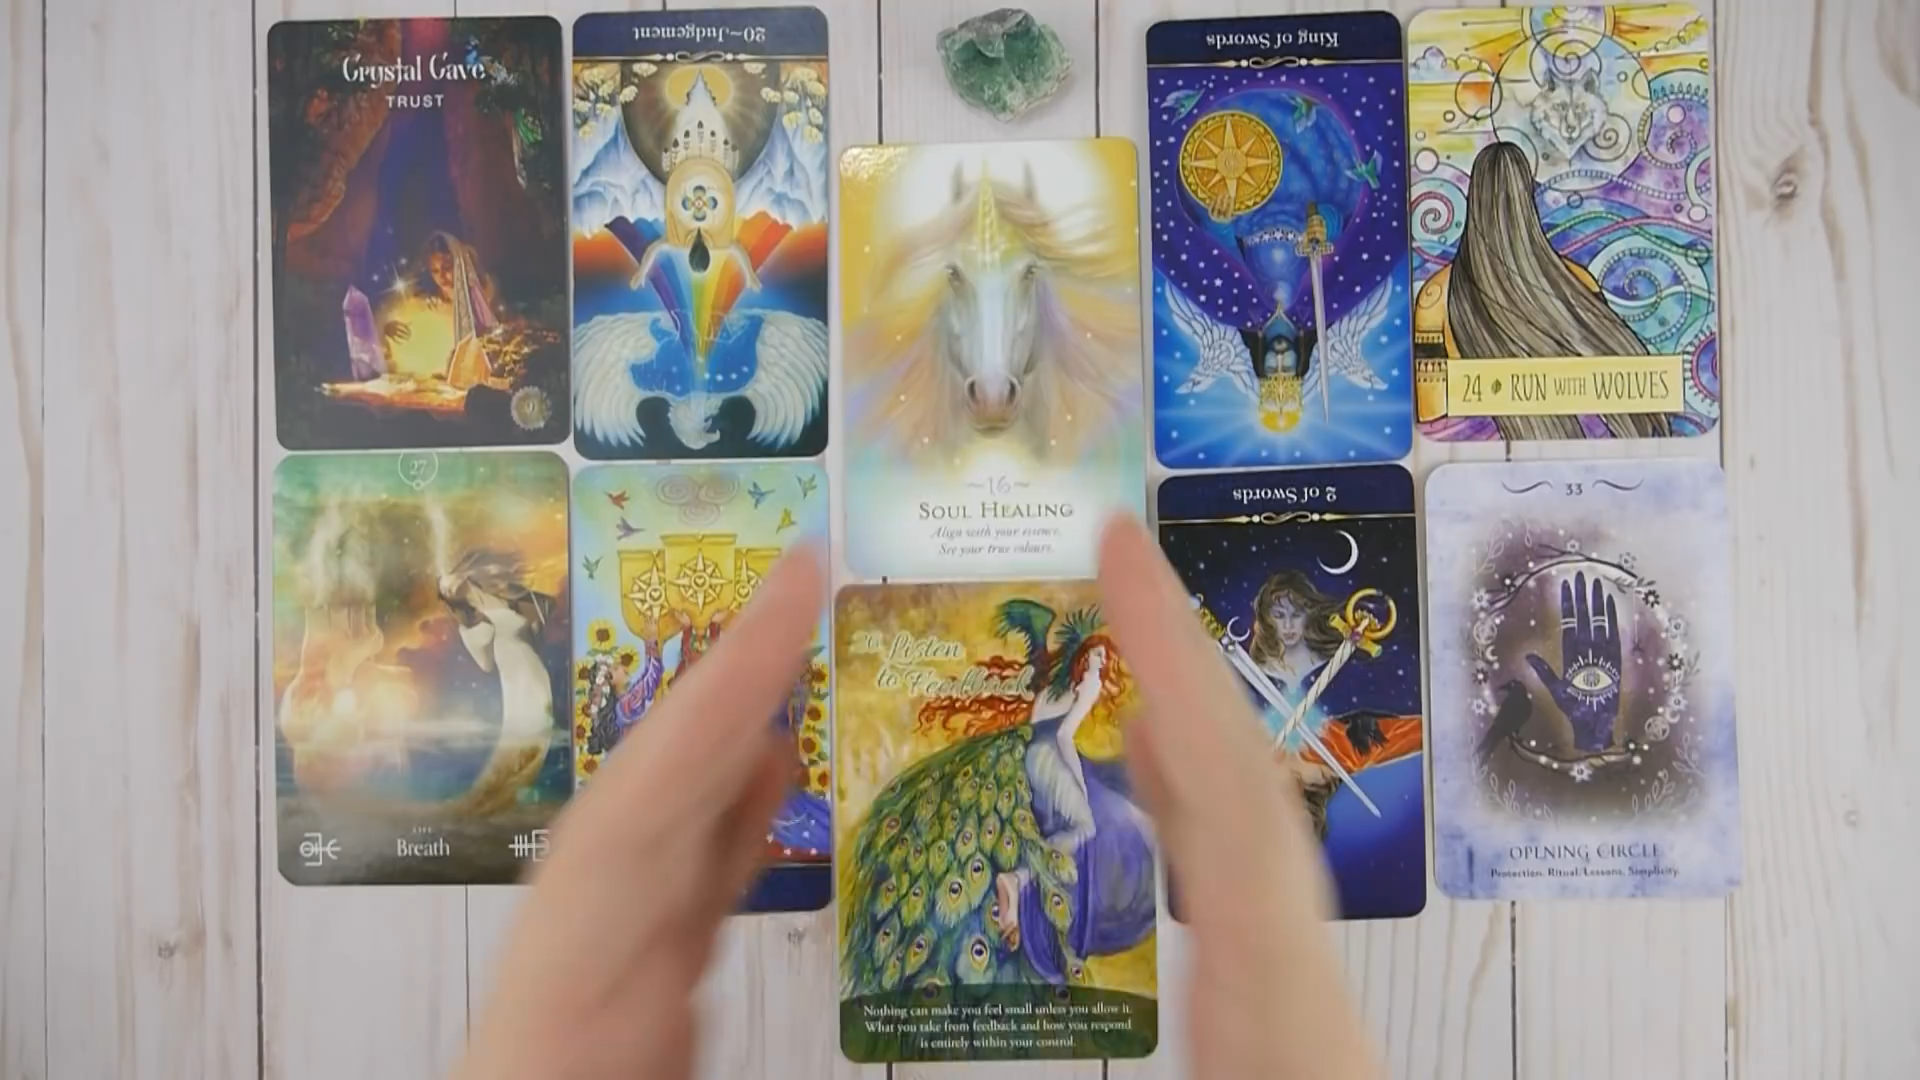 Crystal Cave
TRUST
9
20~Judgement
~16~
SOUL HEALING
Align with your essence.
See your true colours.
King of Swords
24 RUN WITH WOLVES
27
LIFE
Breath
Listen
to Feedback
Nothing can make you feel small unless you allow it.
What you take from feedback and how you respond
is entirely within your control.
2 of Swords
33
OPENING CIRCLE
Protection. Ritual. Lessons. Simplicity.